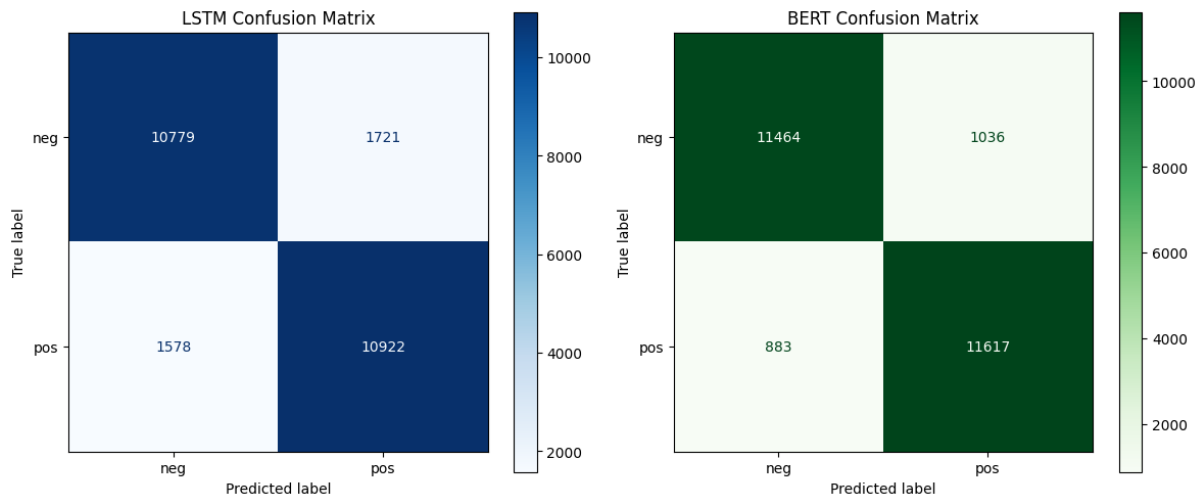 LSTM Confusion Matrix
neg
pos
True label
10779
1721
1578
10922
neg
pos
Predicted label
10000
8000
6000
4000
2000
BERT Confusion Matrix
neg
pos
True label
11464
1036
883
11617
neg
pos
Predicted label
10000
8000
6000
4000
2000